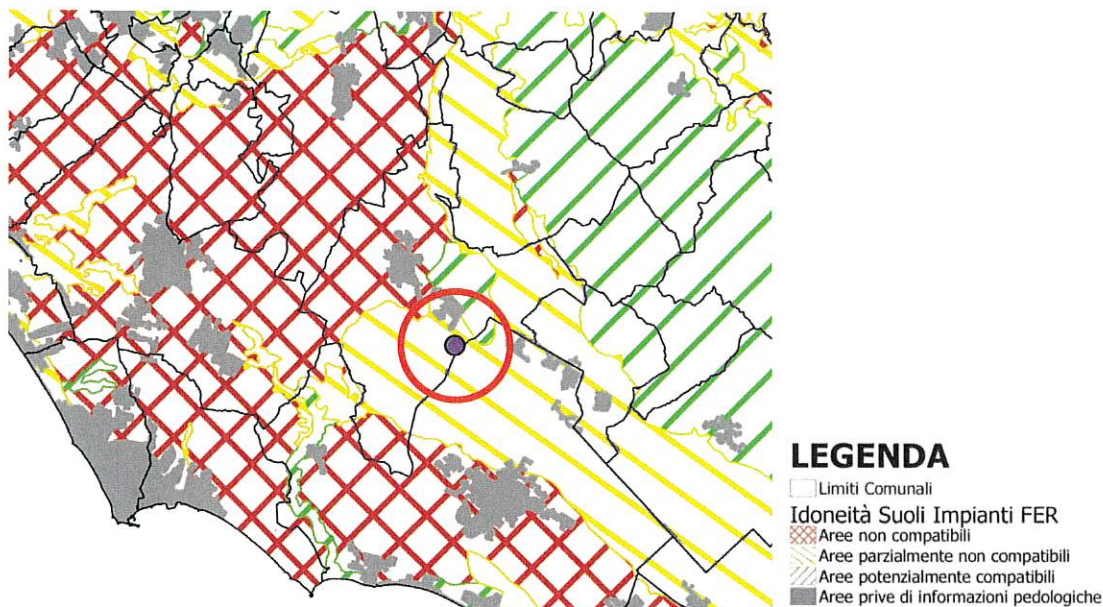 LEGENDA
Limiti Comunali
Idoneità Suoli Impianti FER
Aree non compatibili
Aree parzialmente non compatibili
Aree potenzialmente compatibili
Aree prive di informazioni pedologiche